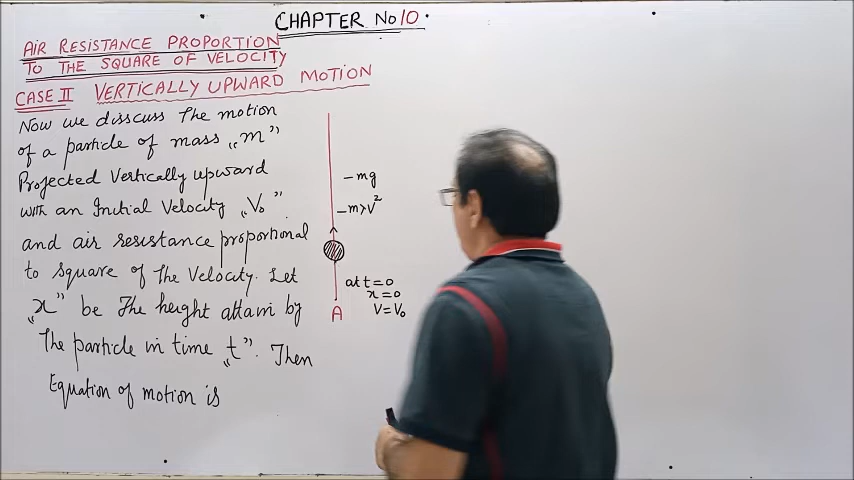 CHAPTER No 10.
AIR RESISTANCE PROPORTION
TO THE SQUARE OF VELOCITY
CASE II VERTICALLY UPWARD MOTION
Now we disscuss The motion
of a particle of mass „m”
Projected Vertically upward
with an Initial Velocity „V₀”.
and air resistance proportional
to square of The Velocity. Let
„x” be The height attain by
The particle in time „t”. Then
Equation of motion is
-mg
-mλV²
at t=0
x=0
V=V₀
A